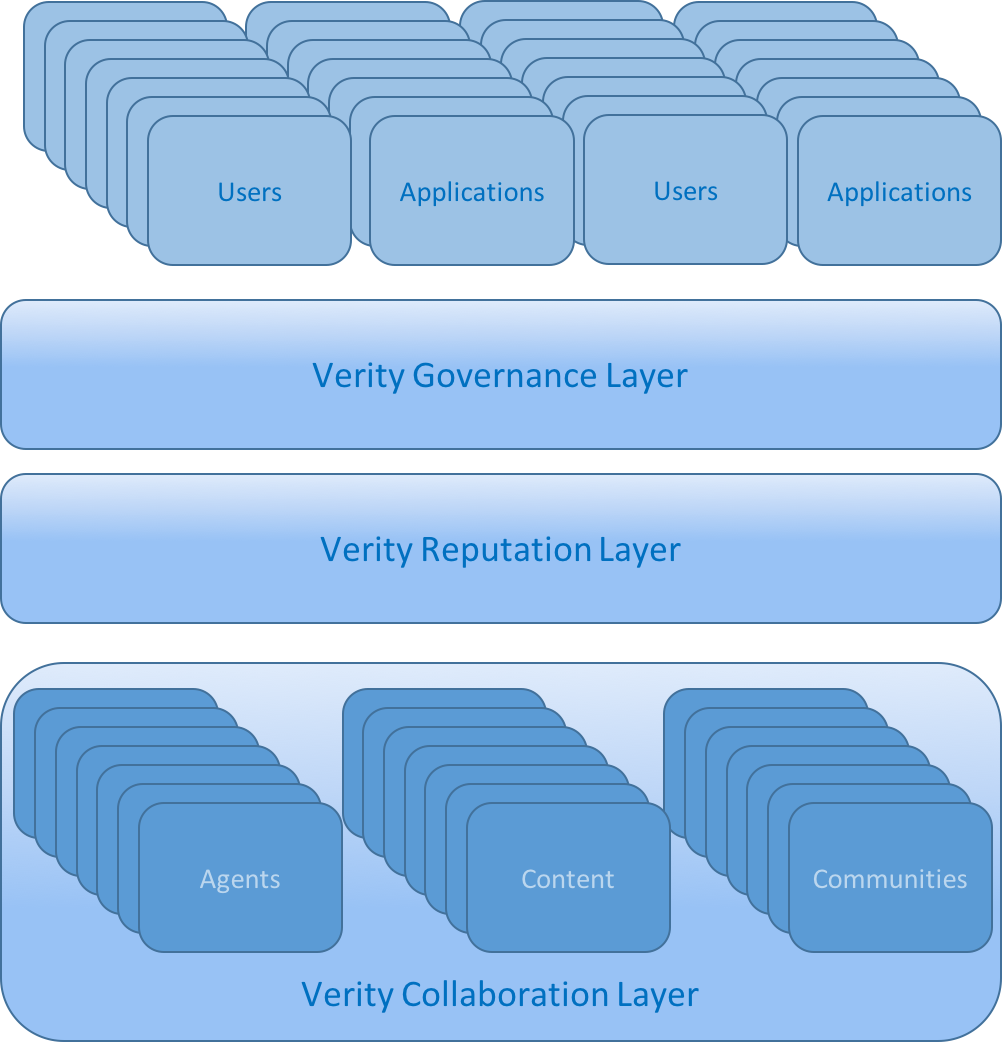 Users
Applications
Users
Applications
Verity Governance Layer
Verity Reputation Layer
Agents
Content
Communities
Verity Collaboration Layer